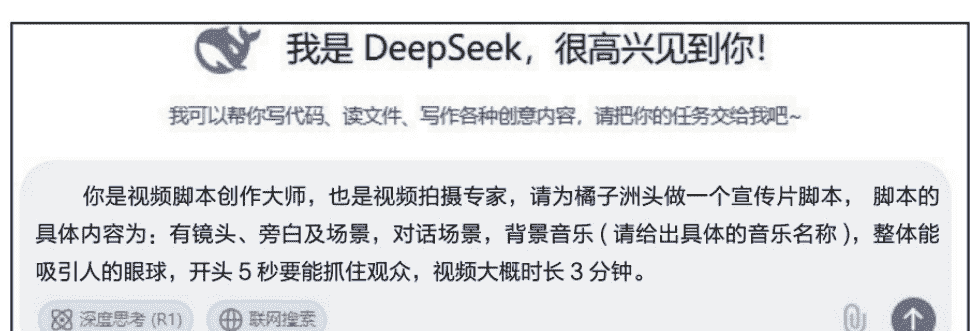 我是 DeepSeek，很高兴见到你！
我可以帮你写代码、读文件、写作各种创意内容，请把你的任务交给我吧~
你是视频脚本创作大师，也是视频拍摄专家，请为橘子洲头做一个宣传片脚本， 脚本的
具体内容为：有镜头、旁白及场景，对话场景，背景音乐 ( 请给出具体的音乐名称 )，整体能
吸引人的眼球，开头 5 秒要能抓住观众，视频大概时长 3 分钟。
深度思考 (R1) 联网搜索